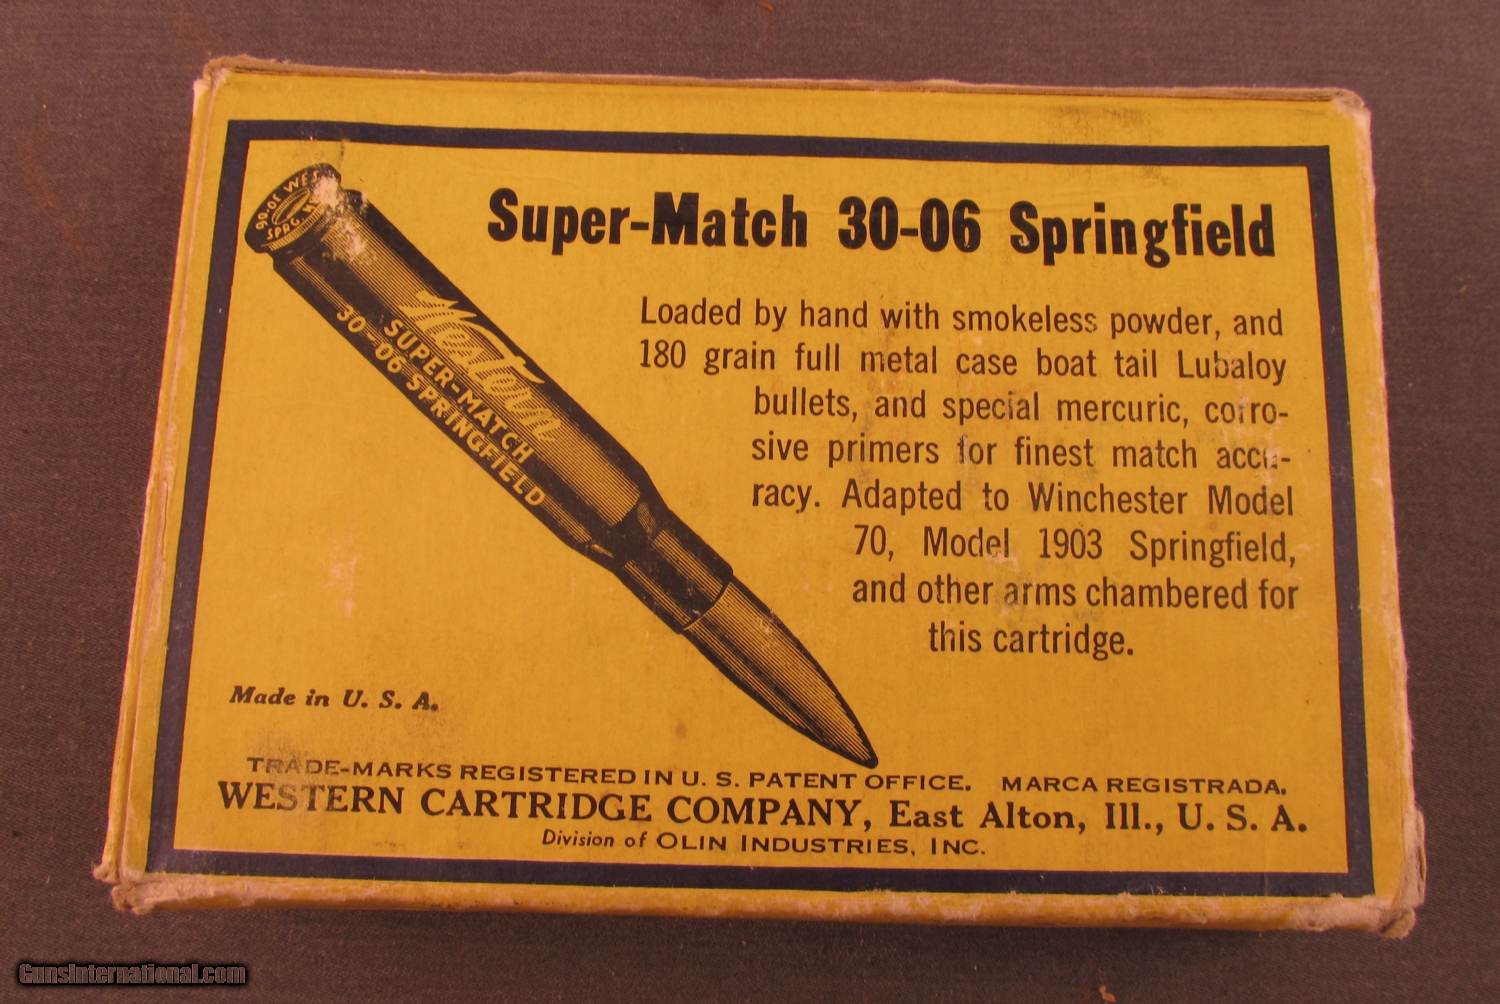 30-06 WES
SPRG
Western
SUPER-MATCH
30-06 SPRINGFIELD
Super-Match 30-06 Springfield
Loaded by hand with smokeless powder, and
180 grain full metal case boat tail Lubaloy
bullets, and special mercuric, corro-
sive primers for finest match accu-
racy. Adapted to Winchester Model
70, Model 1903 Springfield,
and other arms chambered for
this cartridge.
Made in U. S. A.
TRADE-MARKS REGISTERED IN U. S. PATENT OFFICE. MARCA REGISTRADA.
WESTERN CARTRIDGE COMPANY, East Alton, Ill., U. S. A.
Division of OLIN INDUSTRIES, INC.
GunsInternational.com